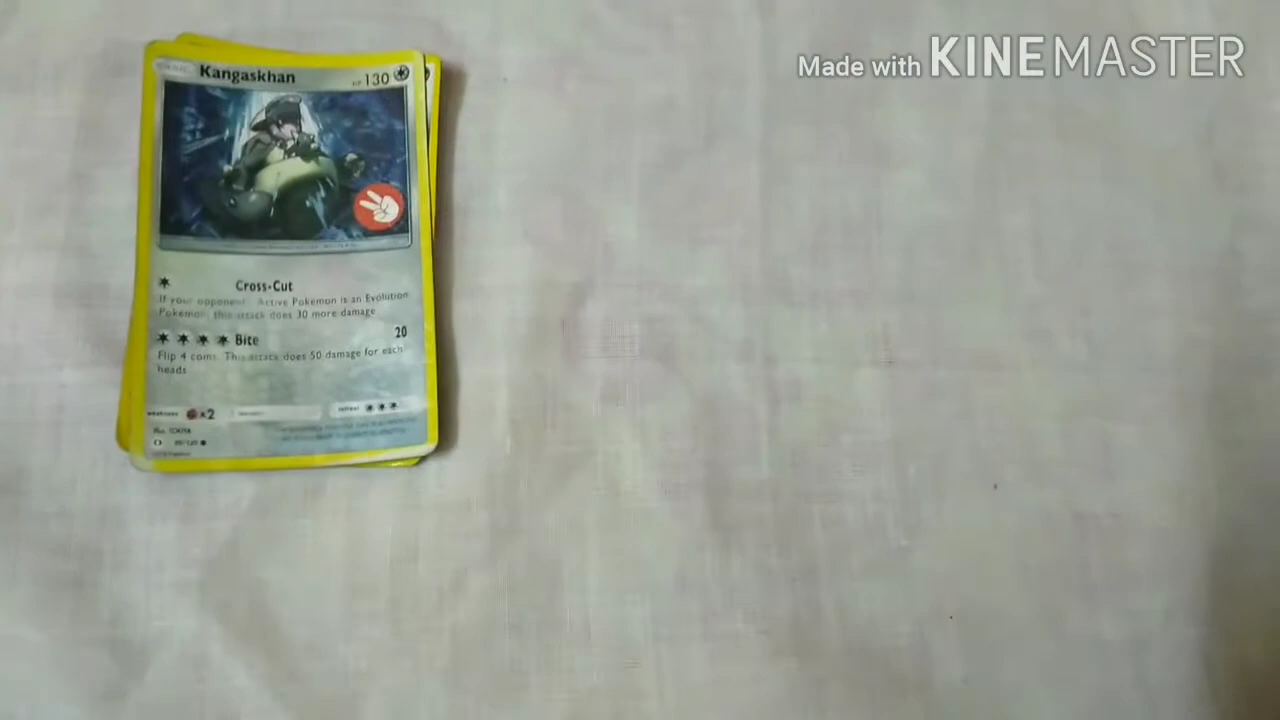 Made with KINEMASTER
BASIC Kangaskhan HP 130
Cross-Cut
If your opponent Active Pokemon is an Evolution
Pokemon, this attack does 30 more damage
Bite 20
Flip 4 coins. This attack does 50 damage for each
heads
weakness x2
retreat